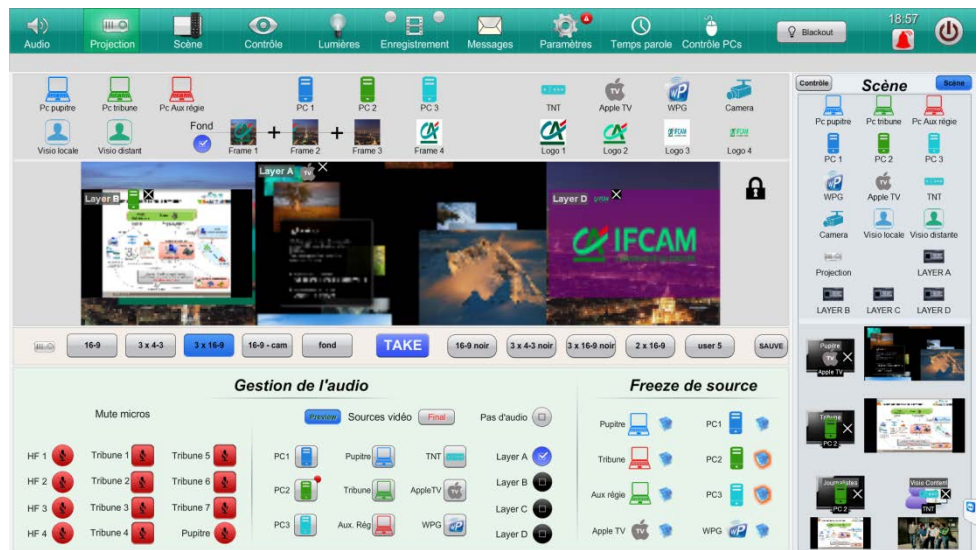 18:57
Audio Projection Scène Contrôle Lumières Enregistrement Messages Paramètres Temps parole Contrôle PCs Blackout
Pc pupitre Pc tribune Pc Aux régie PC 1 PC 2 PC 3 TNT Apple TV WPG Camera
Fond
Visio locale Visio distant Frame 1 + Frame 2 + Frame 3 Frame 4 Logo 1 Logo 2 Logo 3 Logo 4
Layer B
Layer A
Layer D
IFCAM
16-9 3 x 4-3 3 x 16-9 16-9 - cam fond TAKE 16-9 noir 3 x 4-3 noir 3 x 16-9 noir 2 x 16-9 user 5 SAUVE
Gestion de l'audio
Mute micros
Preview Sources vidéo Final Pas d'audio
HF 1 Tribune 1 Tribune 5 PC1 Pupitre TNT Layer A
HF 2 Tribune 2 Tribune 6 PC2 Tribune AppleTV Layer B
HF 3 Tribune 3 Tribune 7 PC3 Aux. Rég WPG Layer C
HF 4 Tribune 4 Pupitre Layer D
Freeze de source
Pupitre PC1
Tribune PC2
Aux régie PC3
Apple TV WPG
Contrôle Scène Scène
Pc pupitre Pc tribune Pc Aux régie
PC 1 PC 2 PC 3
WPG Apple TV TNT
Camera Visio locale Visio distante
Projection LAYER A
LAYER B LAYER C LAYER D
Pupitre
Apple TV
Tribune
PC 2
Journalistes
PC 2
Visio Content
TNT